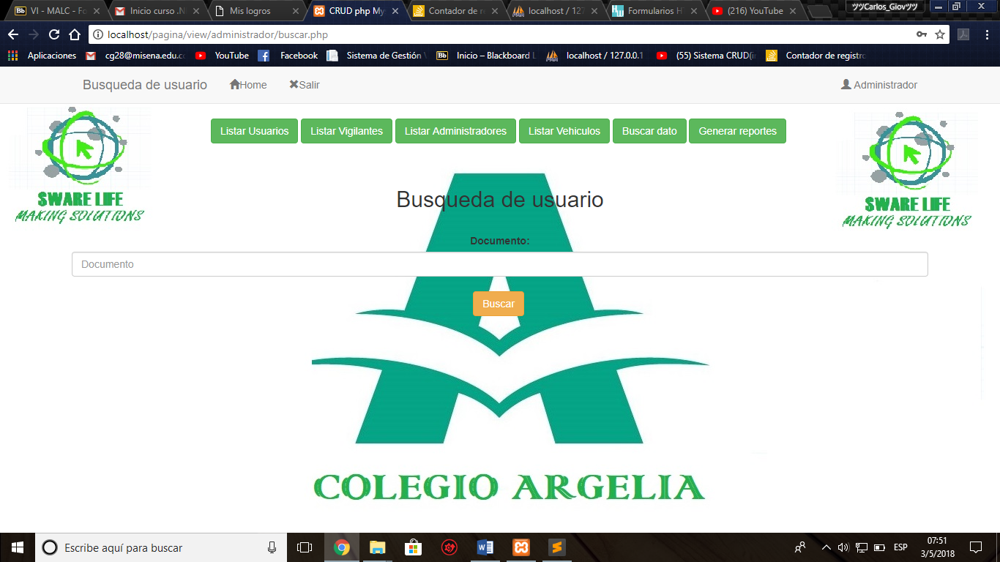 VI - MALC - Fo
Inicio curso .N
Mis logros
CRUD php My
Contador de r
localhost / 127
Formularios H
(216) YouTube
ツツCarlos_Giovツツ
localhost/pagina/view/administrador/buscar.php
Aplicaciones
cg28@misena.edu.c
YouTube
Facebook
Sistema de Gestión V
Inicio – Blackboard L
localhost / 127.0.0.1
(55) Sistema CRUD(i
Contador de registro
Busqueda de usuario
Home
Salir
Administrador
Listar Usuarios
Listar Vigilantes
Listar Administradores
Listar Vehiculos
Buscar dato
Generar reportes
SWARE LIFE
MAKING SOLUTIONS
SWARE LIFE
MAKING SOLUTIONS
Busqueda de usuario
Documento:
Documento
Buscar
COLEGIO ARGELIA
Escribe aquí para buscar
ESP
07:51
3/5/2018